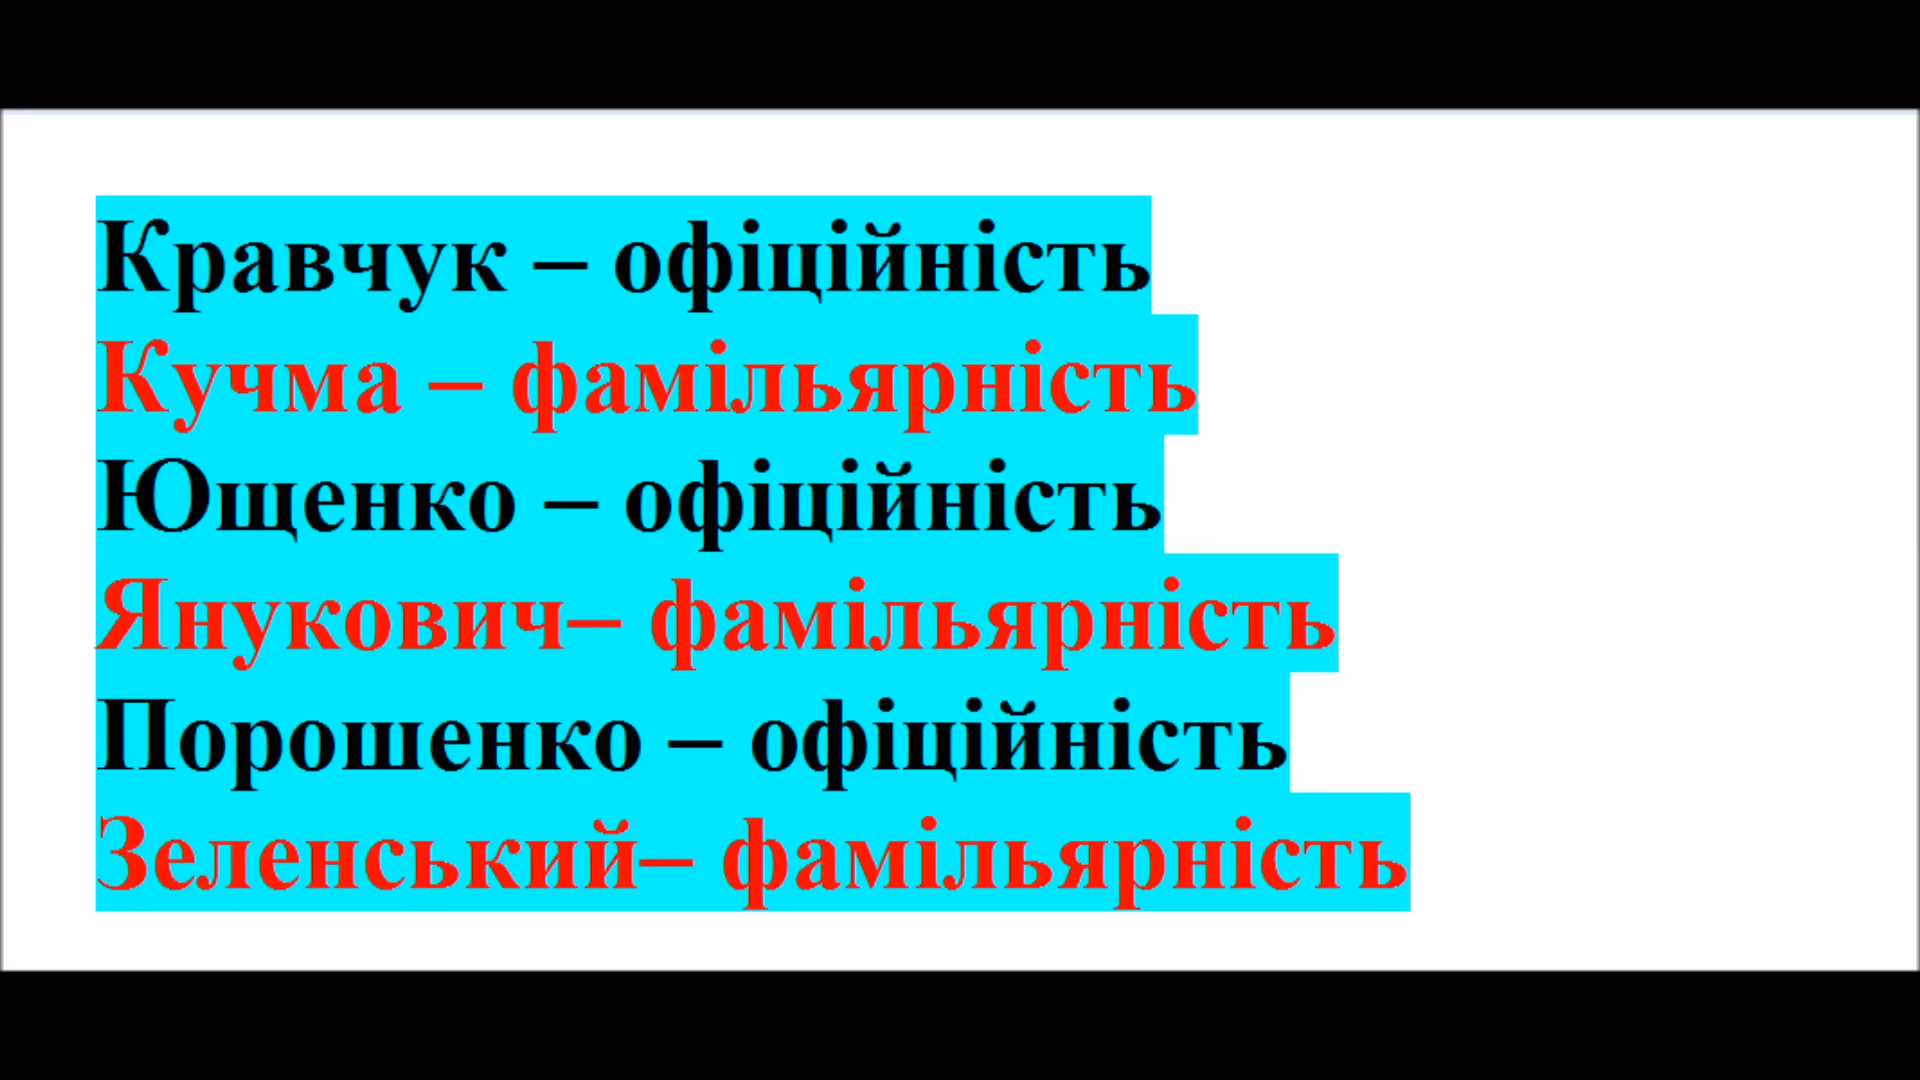 Кравчук – офіційність
Кучма – фамільярність
Ющенко – офіційність
Янукович– фамільярність
Порошенко – офіційність
Зеленський– фамільярність